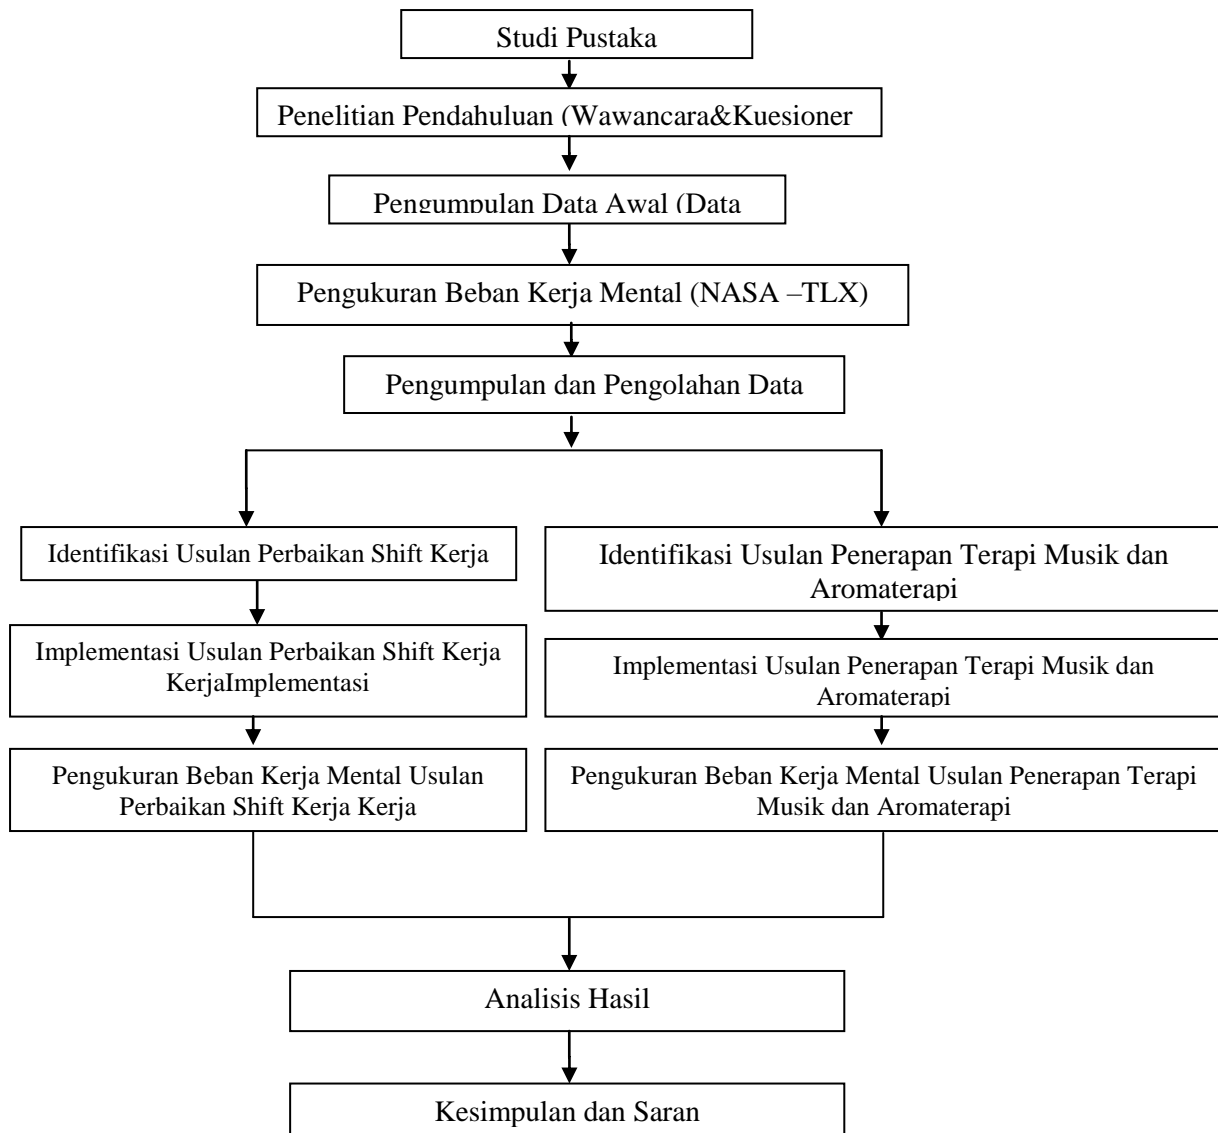 Studi Pustaka
Penelitian Pendahuluan (Wawancara&Kuesioner
Pengumpulan Data Awal (Data
Pengukuran Beban Kerja Mental (NASA –TLX)
Pengumpulan dan Pengolahan Data
Identifikasi Usulan Perbaikan Shift Kerja
Implementasi Usulan Perbaikan Shift Kerja
KerjaImplementasi
Pengukuran Beban Kerja Mental Usulan
Perbaikan Shift Kerja Kerja
Identifikasi Usulan Penerapan Terapi Musik dan
Aromaterapi
Implementasi Usulan Penerapan Terapi Musik dan
Aromaterapi
Pengukuran Beban Kerja Mental Usulan Penerapan Terapi
Musik dan Aromaterapi
Analisis Hasil
Kesimpulan dan Saran